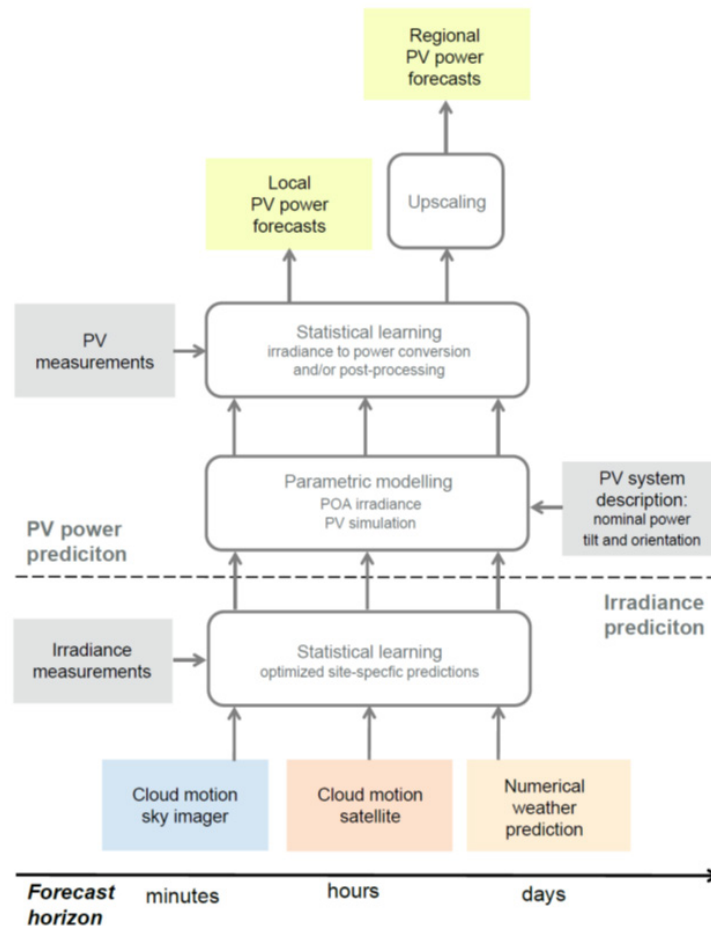 Regional
PV power
forecasts
Local
PV power
forecasts
Upscaling
PV
measurements
Statistical learning
irradiance to power conversion
and/or post-processing
Parametric modelling
POA irradiance
PV simulation
PV system
description:
nominal power
tilt and orientation
PV power
prediciton
Irradiance
prediciton
Irradiance
measurements
Statistical learning
optimized site-specfic predictions
Cloud motion
sky imager
Cloud motion
satellite
Numerical
weather
prediction
Forecast
horizon
minutes
hours
days